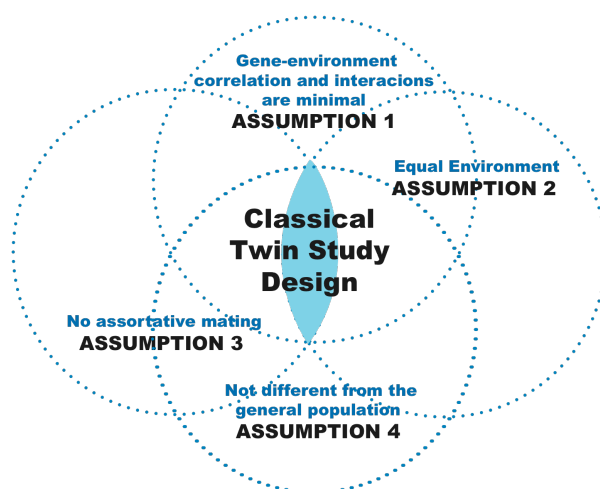 Gene-environment
correlation and interacions
are minimal
ASSUMPTION 1
Equal Environment
ASSUMPTION 2
Classical
Twin Study
Design
No assortative mating
ASSUMPTION 3
Not different from the
general population
ASSUMPTION 4